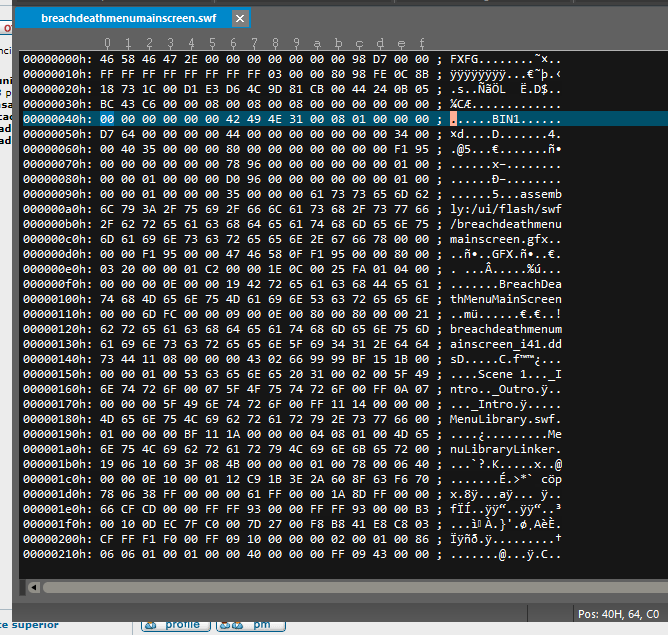 breachdeathmenumainscreen.swf
0 1 2 3 4 5 6 7 8 9 a b c d e f
00000000h: 46 58 46 47 2E 00 00 00 00 00 00 00 98 D7 00 00 ; FXFG........˜×..
00000010h: FF FF FF FF FF FF FF FF 03 00 00 80 98 FE 0C 8B ; ÿÿÿÿÿÿÿÿ...€˜þ.‹
00000020h: 18 73 1C 00 D1 E3 D6 4C 9D 81 CB 00 44 24 0B 05 ; .s..ÑãÖL Ë.D$..
00000030h: BC 43 C6 00 00 08 00 08 00 08 00 00 00 00 00 00 ; ¼CÆ.............
00000040h: 00 00 00 00 00 00 42 49 4E 31 00 08 01 00 00 00 ; ......BIN1......
00000050h: D7 64 00 00 00 00 44 00 00 00 00 00 00 00 34 00 ; ×d....D.......4.
00000060h: 00 40 35 00 00 00 80 00 00 00 00 00 00 00 F1 95 ; .@5...€.......ñ•
00000070h: 00 00 00 00 00 00 78 96 00 00 00 00 00 00 01 00 ; ......x–........
00000080h: 00 00 01 00 00 00 D0 96 00 00 00 00 00 00 01 00 ; ......Ð–........
00000090h: 00 00 01 00 00 00 35 00 00 00 61 73 73 65 6D 62 ; ......5...assemb
000000a0h: 6C 79 3A 2F 75 69 2F 66 6C 61 73 68 2F 73 77 66 ; ly:/ui/flash/swf
000000b0h: 2F 62 72 65 61 63 68 64 65 61 74 68 6D 65 6E 75 ; /breachdeathmenu
000000c0h: 6D 61 69 6E 73 63 72 65 65 6E 2E 67 66 78 00 00 ; mainscreen.gfx..
000000d0h: 00 00 F1 95 00 00 47 46 58 0F F1 95 00 00 80 00 ; ..ñ•..GFX.ñ•..€.
000000e0h: 03 20 00 00 01 C2 00 00 1E 0C 00 25 FA 01 04 00 ; . ...Â.....%ú...
000000f0h: 00 00 00 0E 00 00 19 42 72 65 61 63 68 44 65 61 ; .......BreachDea
00000100h: 74 68 4D 65 6E 75 4D 61 69 6E 53 63 72 65 65 6E ; thMenuMainScreen
00000110h: 00 00 6D FC 00 00 09 00 0E 00 80 00 80 00 00 21 ; ..mü......€.€..!
00000120h: 62 72 65 61 63 68 64 65 61 74 68 6D 65 6E 75 6D ; breachdeathmenum
00000130h: 61 69 6E 73 63 72 65 65 6E 5F 69 34 31 2E 64 64 ; ainscreen_i41.dd
00000140h: 73 44 11 08 00 00 00 43 02 66 99 99 BF 15 1B 00 ; sD.....C.f™™¿...
00000150h: 00 00 01 00 53 63 65 6E 65 20 31 00 02 00 5F 49 ; ....Scene 1..._I
00000160h: 6E 74 72 6F 00 07 5F 4F 75 74 72 6F 00 FF 0A 07 ; ntro.._Outro.ÿ..
00000170h: 00 00 00 5F 49 6E 74 72 6F 00 FF 11 14 00 00 00 ; ..._Intro.ÿ.....
00000180h: 4D 65 6E 75 4C 69 62 72 61 72 79 2E 73 77 66 00 ; MenuLibrary.swf.
00000190h: 01 00 00 00 BF 11 1A 00 00 00 04 08 01 00 4D 65 ; ....¿.........Me
000001a0h: 6E 75 4C 69 62 72 61 72 79 4C 69 6E 6B 65 72 00 ; nuLibraryLinker.
000001b0h: 19 06 10 60 3F 08 4B 00 00 00 01 00 78 00 06 40 ; ...`?.K.....x..@
000001c0h: 00 00 0E 10 00 01 12 C9 1B 3E 2A 60 8F 63 F6 70 ; .......É.>*` cöp
000001d0h: 78 06 38 FF 00 00 00 61 FF 00 00 1A 8D FF 00 00 ; x.8ÿ...aÿ... ÿ..
000001e0h: 66 CF CD 00 00 FF FF 93 00 00 FF FF 93 00 00 B3 ; fÏÍ..ÿÿ“..ÿÿ“..³
000001f0h: 00 10 0D EC 7F C0 00 7D 27 00 F8 B8 41 E8 C8 03 ; ...ì À.}'.ø¸AèÈ.
00000200h: CF FF F1 F0 00 FF 09 10 00 00 00 02 00 01 00 86 ; Ïÿñð.ÿ.........†
00000210h: 06 06 01 00 01 00 00 40 00 00 00 FF 09 43 00 00 ; .......@...ÿ.C..
Pos: 40H, 64, C0
te superior
profile
pm